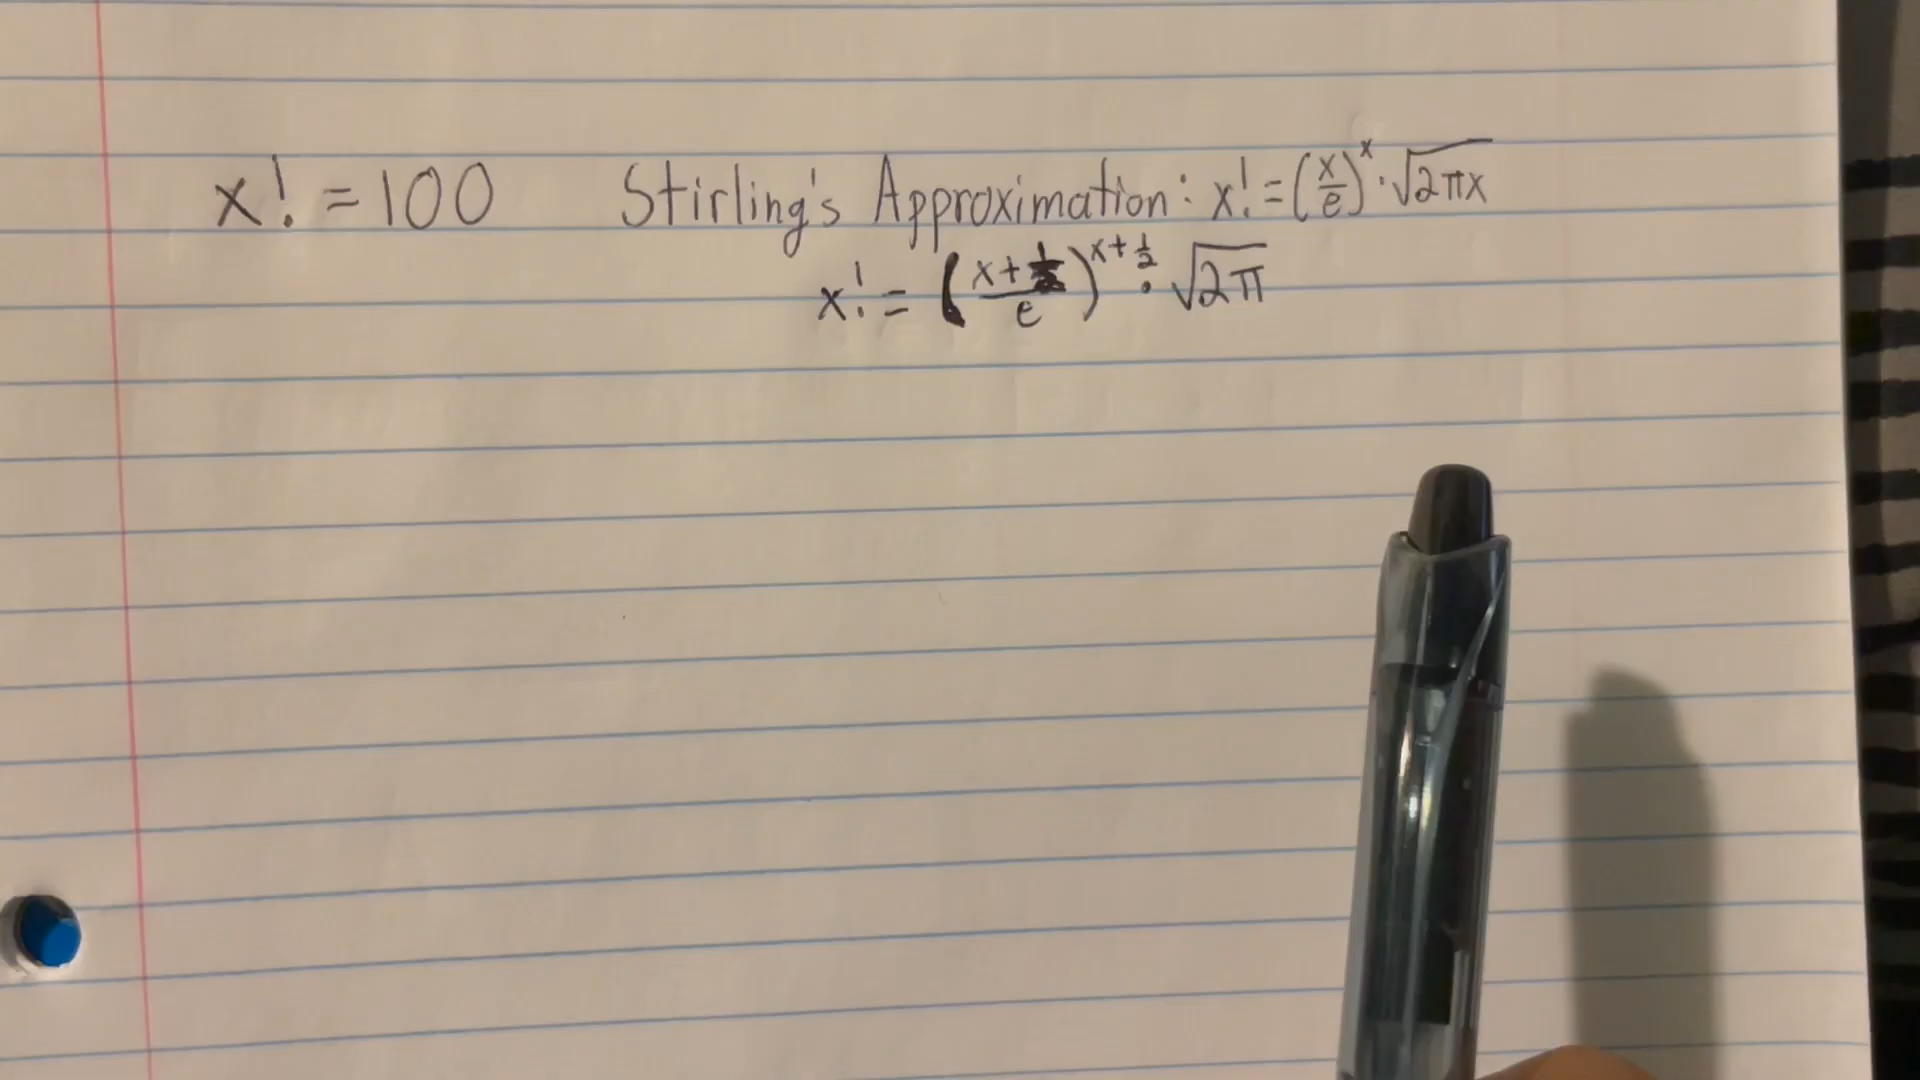 x! = 100 Stirling's Approximation: x! = (x/e)^x · √(2πx)
x! = ((x + 1/2)/e)^(x + 1/2) · √(2π)